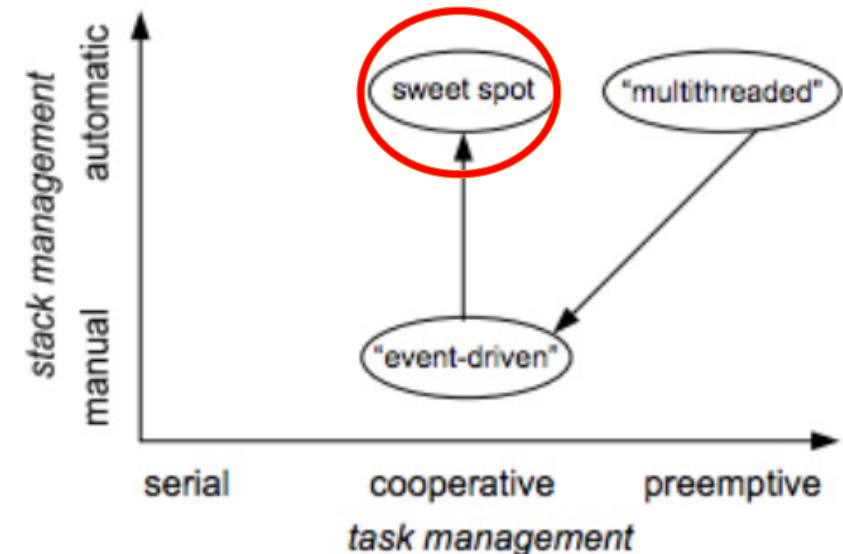 stack management
automatic
manual
sweet spot
"multithreaded"
"event-driven"
serial
cooperative
preemptive
task management